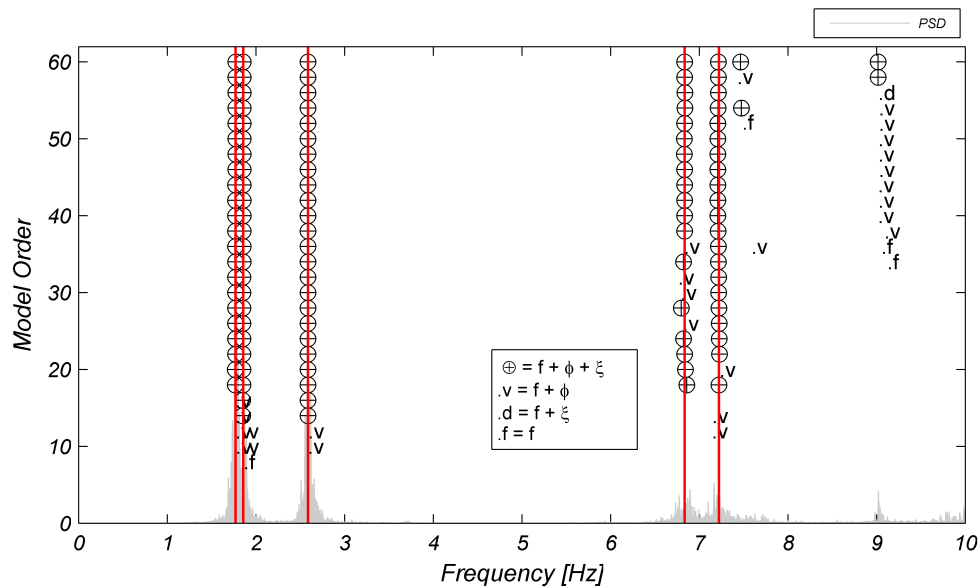 PSD
60
50
40
30
20
10
0
Model Order
⊕ = f + ϕ + ξ
.v = f + ϕ
.d = f + ξ
.f = f
.v
.f
.v
.d
.v
.v
.v
.v
.v
.v
.v
.v
.v
.f
.f
.v
.v
.v
.v
.v
.v
.v
.v
.v
.f
0 1 2 3 4 5 6 7 8 9 10
Frequency [Hz]